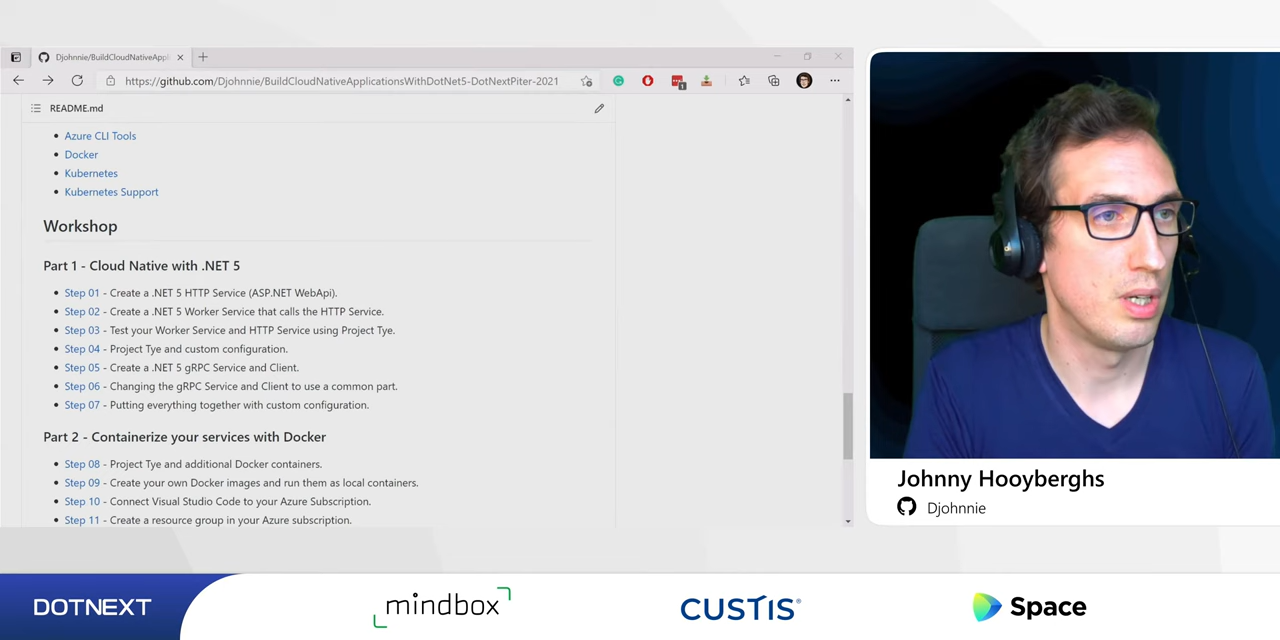 Djohnnie/BuildCloudNativeAppli
https://github.com/Djohnnie/BuildCloudNativeApplicationsWithDotNet5-DotNextPiter-2021
1
README.md
Azure CLI Tools
Docker
Kubernetes
Kubernetes Support
Workshop
Part 1 - Cloud Native with .NET 5
Step 01 - Create a .NET 5 HTTP Service (ASP.NET WebApi).
Step 02 - Create a .NET 5 Worker Service that calls the HTTP Service.
Step 03 - Test your Worker Service and HTTP Service using Project Tye.
Step 04 - Project Tye and custom configuration.
Step 05 - Create a .NET 5 gRPC Service and Client.
Step 06 - Changing the gRPC Service and Client to use a common part.
Step 07 - Putting everything together with custom configuration.
Part 2 - Containerize your services with Docker
Step 08 - Project Tye and additional Docker containers.
Step 09 - Create your own Docker images and run them as local containers.
Step 10 - Connect Visual Studio Code to your Azure Subscription.
Step 11 - Create a resource group in your Azure subscription.
Johnny Hooyberghs
Djohnnie
DOTNEXT
mindbox
CUSTIS®
Space